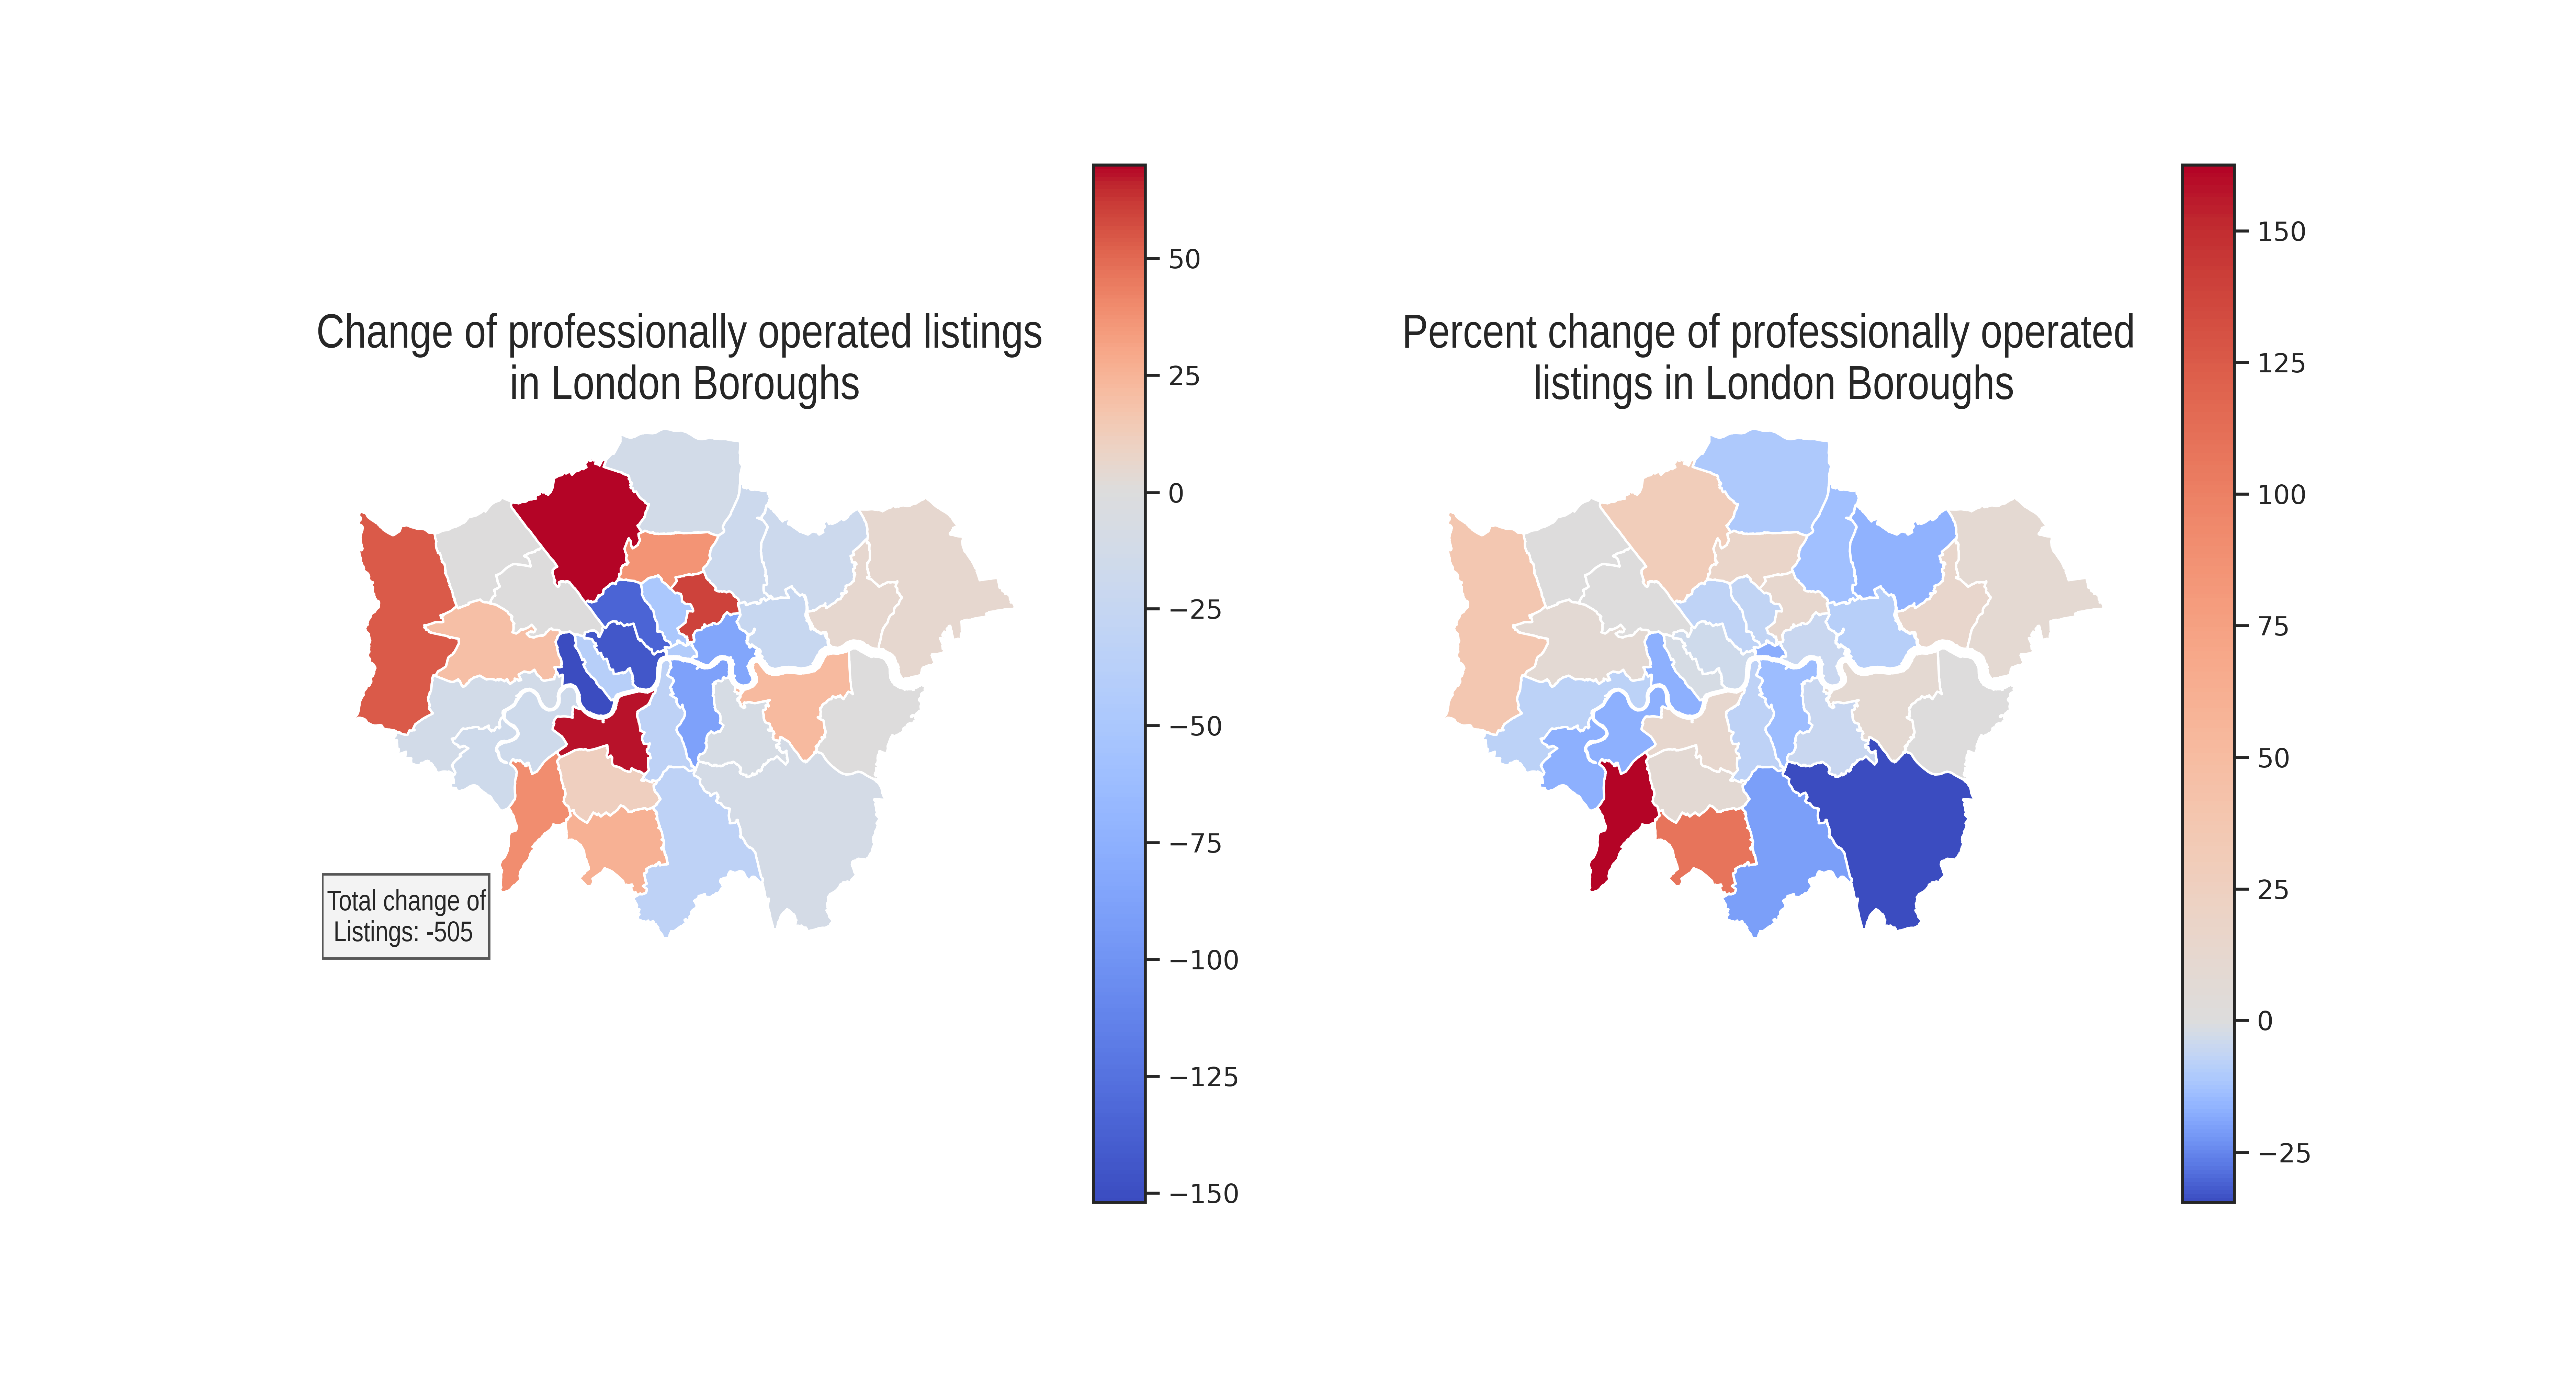 Change of professionally operated listings
in London Boroughs
50
25
0
−25
−50
−75
−100
−125
−150
Total change of
Listings: -505
Percent change of professionally operated
listings in London Boroughs
150
125
100
75
50
25
0
−25